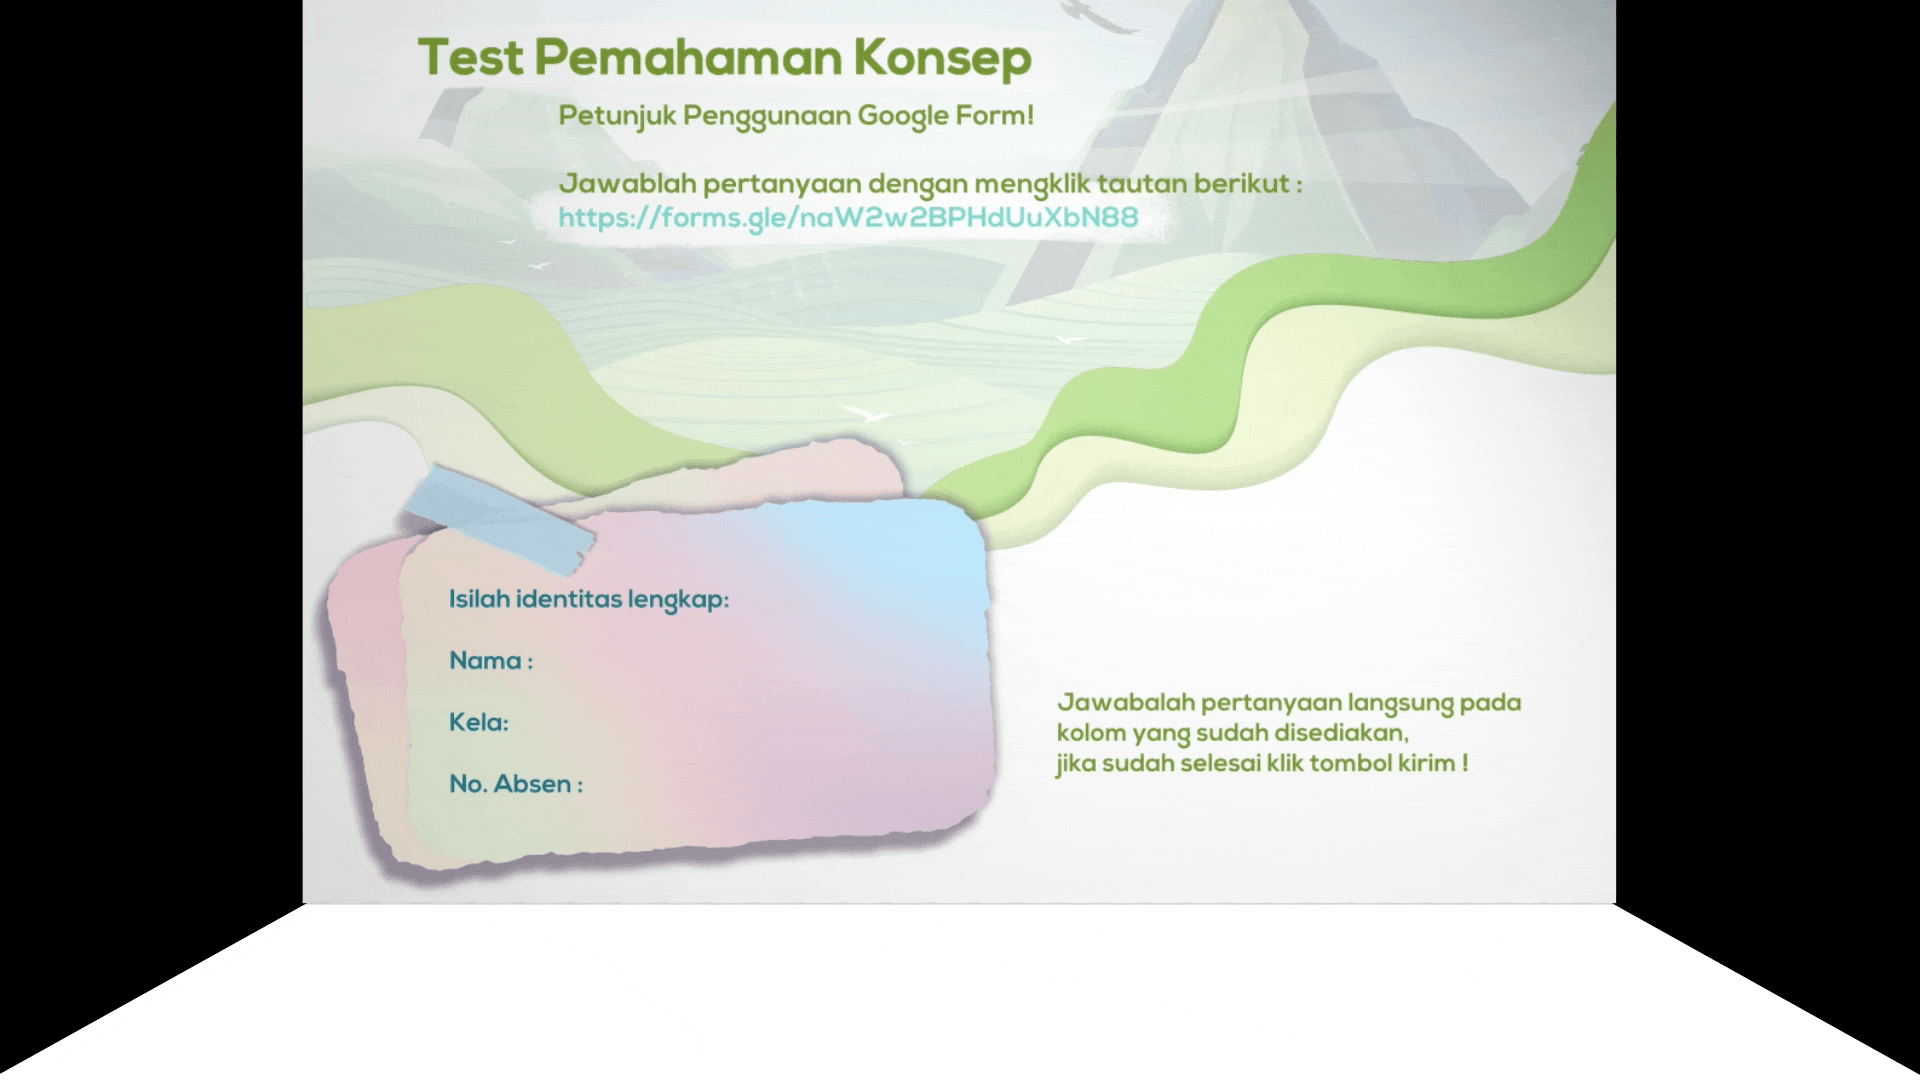 Test Pemahaman Konsep
Petunjuk Penggunaan Google Form!
Jawablah pertanyaan dengan mengklik tautan berikut :
https://forms.gle/naW2w2BPHdUuXbN88
Isilah identitas lengkap:
Nama :
Kela:
No. Absen :
Jawabalah pertanyaan langsung pada
kolom yang sudah disediakan,
jika sudah selesai klik tombol kirim !